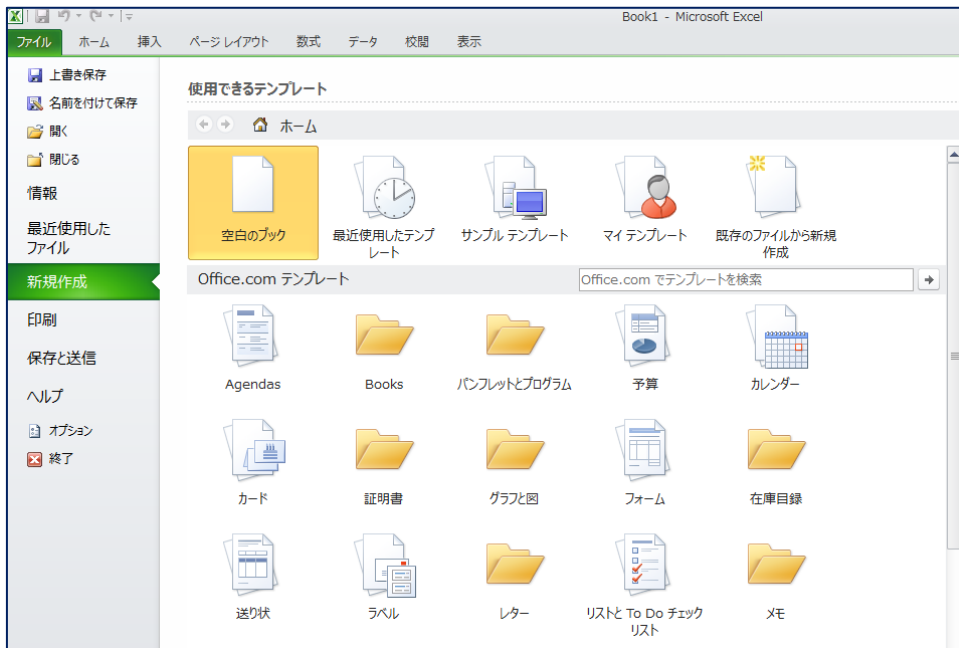 Book1 - Microsoft Excel
ファイル ホーム 挿入 ページ レイアウト 数式 データ 校閲 表示
上書き保存
名前を付けて保存
開く
閉じる
情報
最近使用した
ファイル
新規作成
印刷
保存と送信
ヘルプ
オプション
終了
使用できるテンプレート
ホーム
空白のブック
最近使用したテンプ
レート
サンプル テンプレート
マイ テンプレート
既存のファイルから新規
作成
Office.com テンプレート
Office.com でテンプレートを検索
Agendas
Books
パンフレットとプログラム
予算
カレンダー
カード
証明書
グラフと図
フォーム
在庫目録
送り状
ラベル
レター
リストと To Do チェック
リスト
メモ